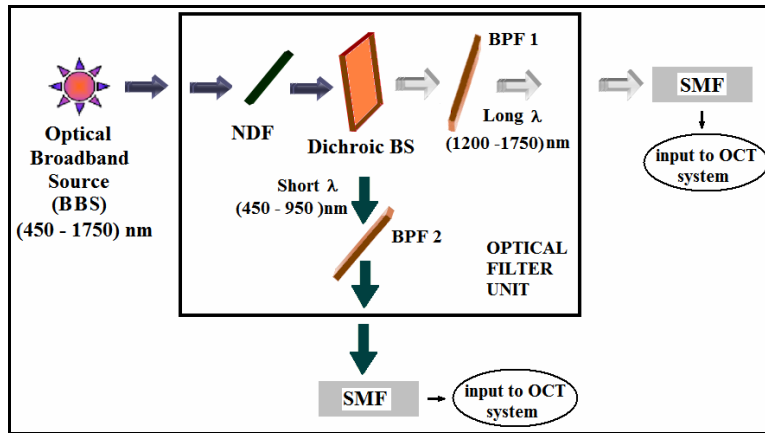 Optical
Broadband
Source
(BBS)
(450 - 1750) nm
NDF
Dichroic BS
BPF 1
Long λ
(1200 -1750)nm
SMF
input to OCT
system
Short λ
(450 - 950 )nm
BPF 2
OPTICAL
FILTER
UNIT
SMF
input to OCT
system